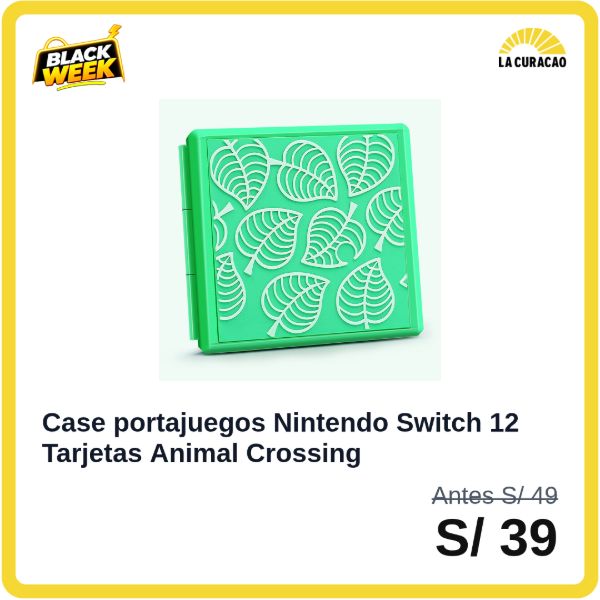 BLACK
WEEK
LA CURACAO
Case portajuegos Nintendo Switch 12
Tarjetas Animal Crossing
Antes S/ 49
S/ 39